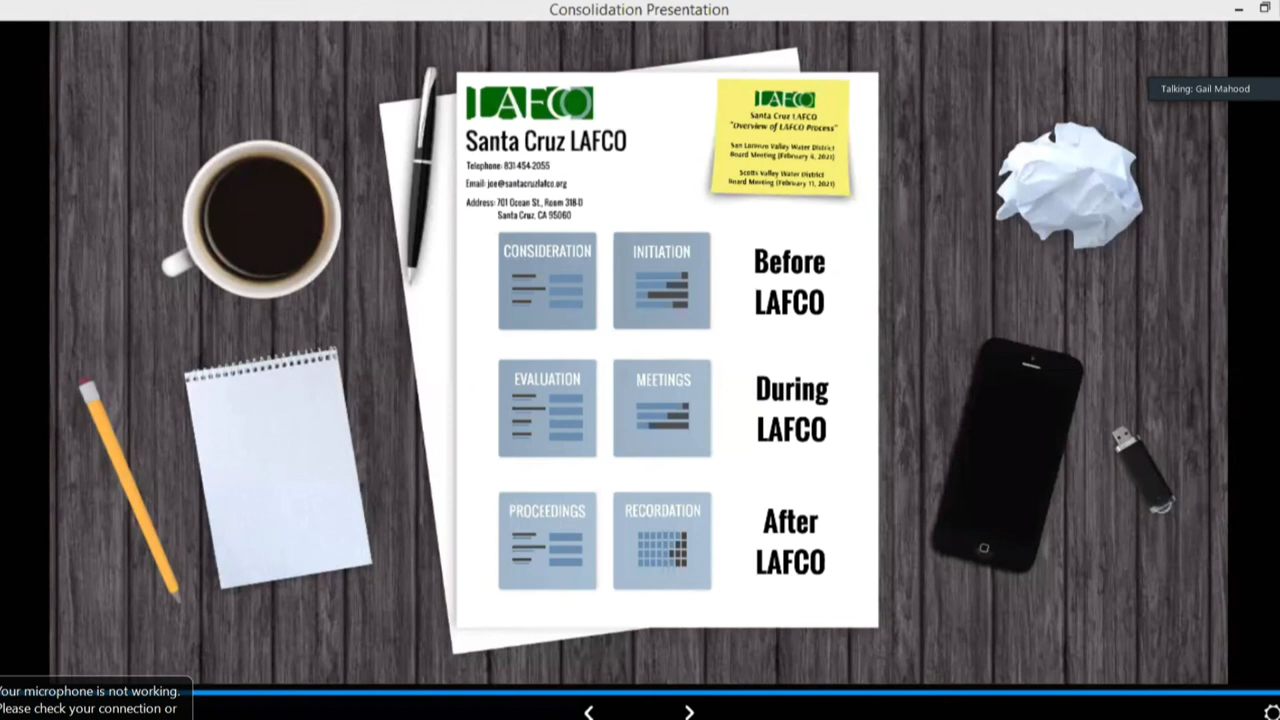 Consolidation Presentation
Talking: Gail Mahood
LAFCO
Santa Cruz LAFCO
Telephone: 831-454-2055
Email: joe@santacruzlafco.org
Address: 701 Ocean St., Room 318-D
Santa Cruz, CA 95060
LAFCO
Santa Cruz LAFCO
"Overview of LAFCO Process"
San Lorenzo Valley Water District
Board Meeting (February 4, 2021)
Scotts Valley Water District
Board Meeting (February 11, 2021)
CONSIDERATION
INITIATION
Before
LAFCO
EVALUATION
MEETINGS
During
LAFCO
PROCEEDINGS
RECORDATION
After
LAFCO
Your microphone is not working.
Please check your connection or